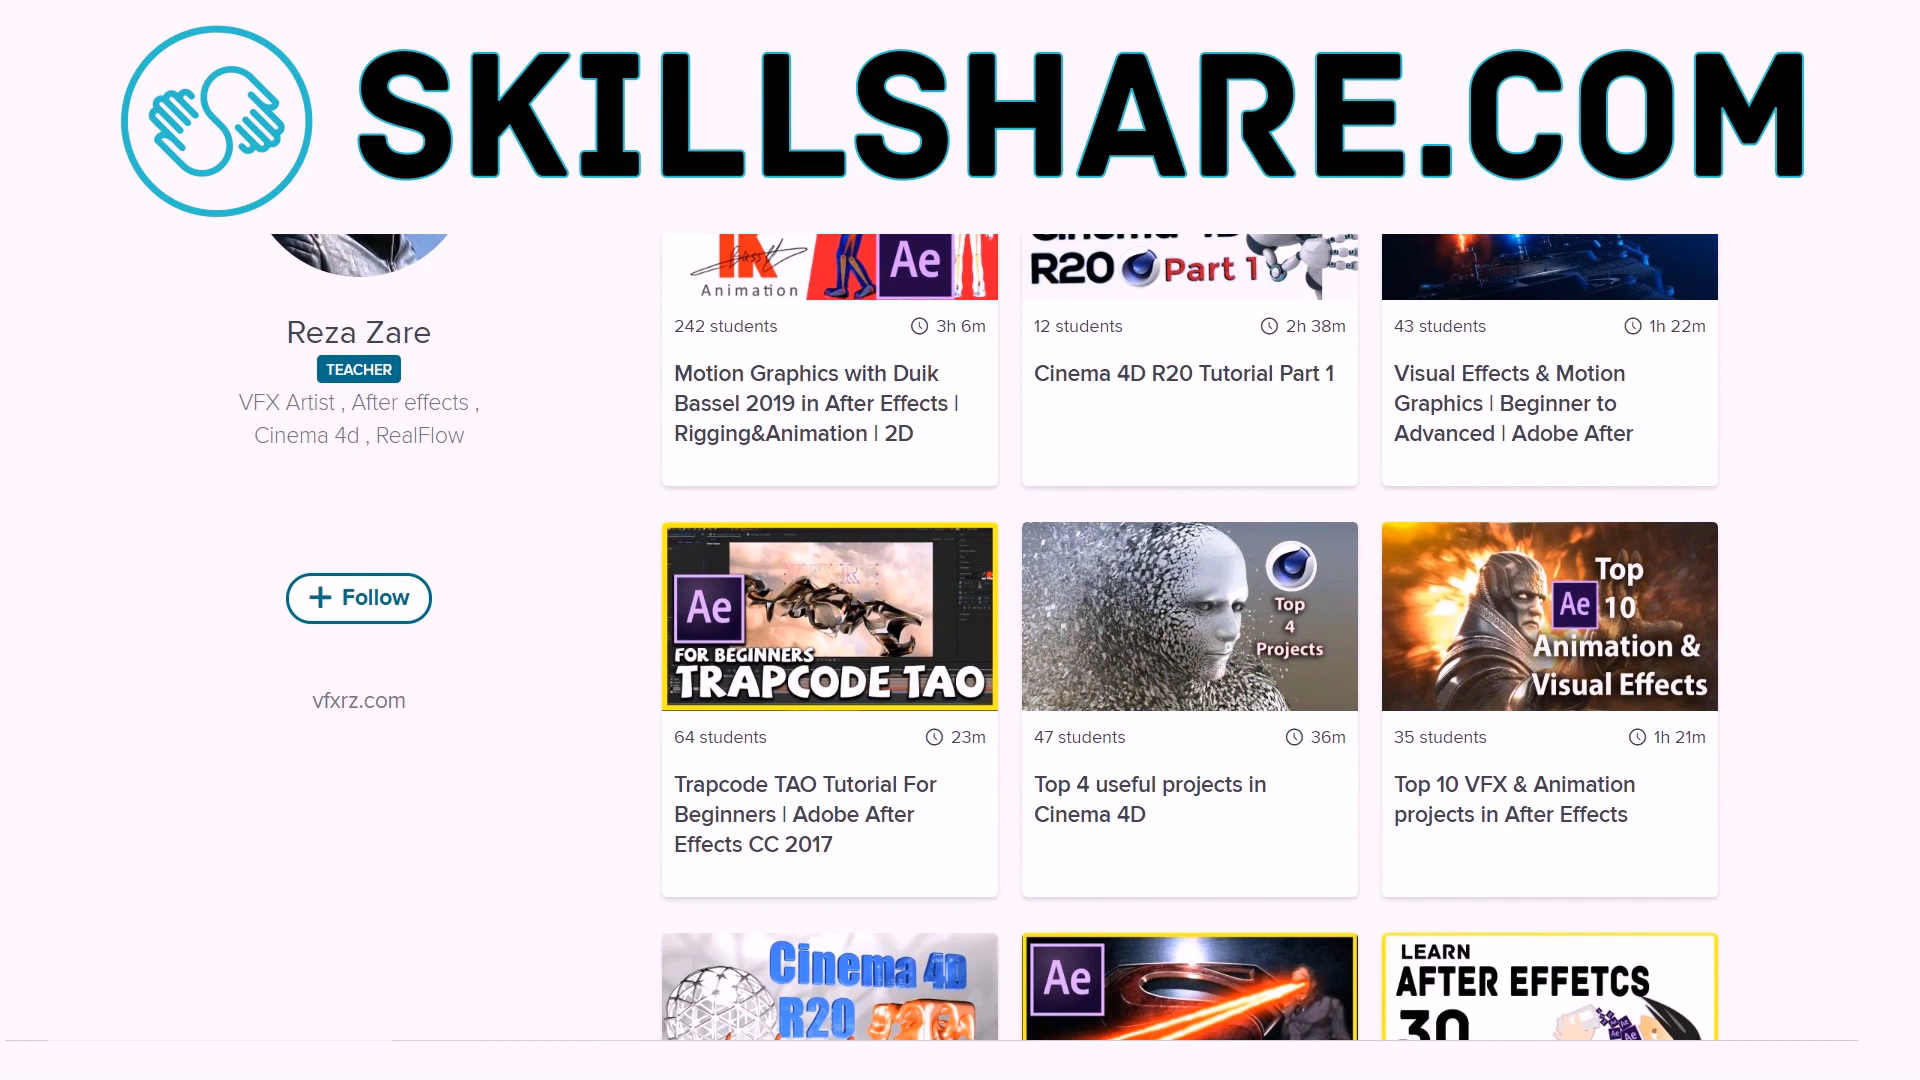 SKILLSHARE.COM
Animation
Ae
R20 Part 1
242 students
3h 6m
12 students
2h 38m
43 students
1h 22m
Reza Zare
TEACHER
VFX Artist , After effects ,
Cinema 4d , RealFlow
Motion Graphics with Duik
Bassel 2019 in After Effects |
Rigging&Animation | 2D
Cinema 4D R20 Tutorial Part 1
Visual Effects & Motion
Graphics | Beginner to
Advanced | Adobe After
+ Follow
vfxrz.com
Ae
FOR BEGINNERS
TRAPCODE TAO
Top
4
Projects
Top
Ae 10
Animation &
Visual Effects
64 students
23m
47 students
36m
35 students
1h 21m
Trapcode TAO Tutorial For
Beginners | Adobe After
Effects CC 2017
Top 4 useful projects in
Cinema 4D
Top 10 VFX & Animation
projects in After Effects
Cinema 4D
R20
Ae
LEARN
AFTER EFFETCS
30